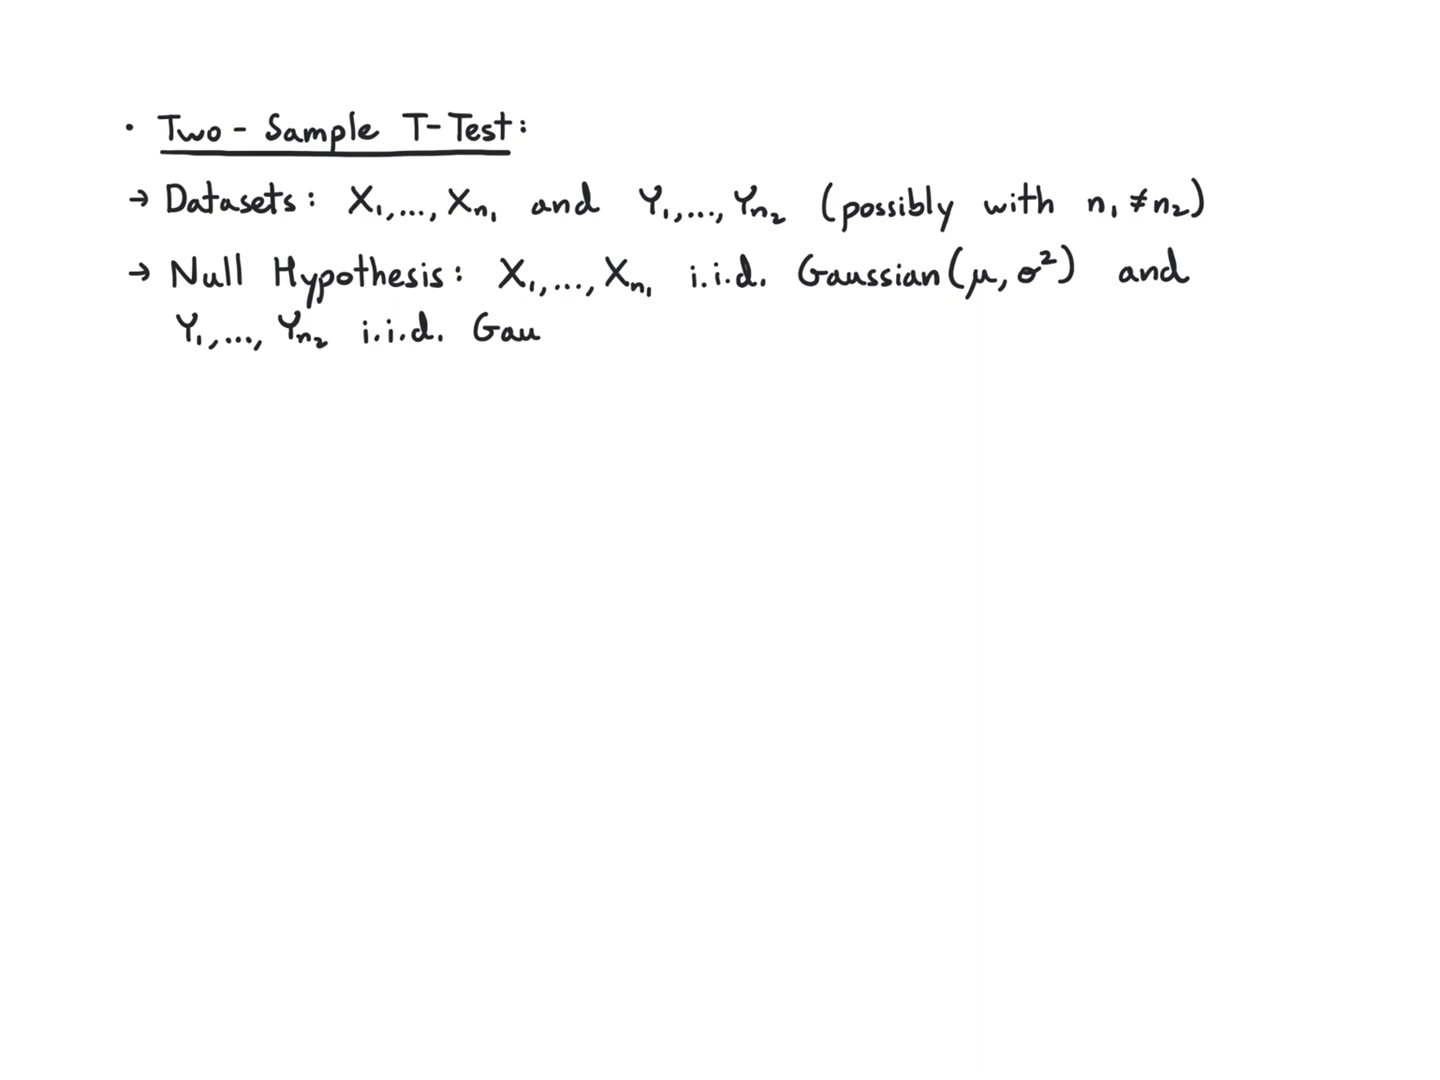 • Two-Sample T-Test:
→ Datasets: X₁,..., Xₙ₁ and Y₁,..., Yₙ₂ (possibly with n₁ ≠ n₂)
→ Null Hypothesis: X₁,..., Xₙ₁ i.i.d. Gaussian(μ, σ²) and
Y₁,..., Yₙ₂ i.i.d. Gau